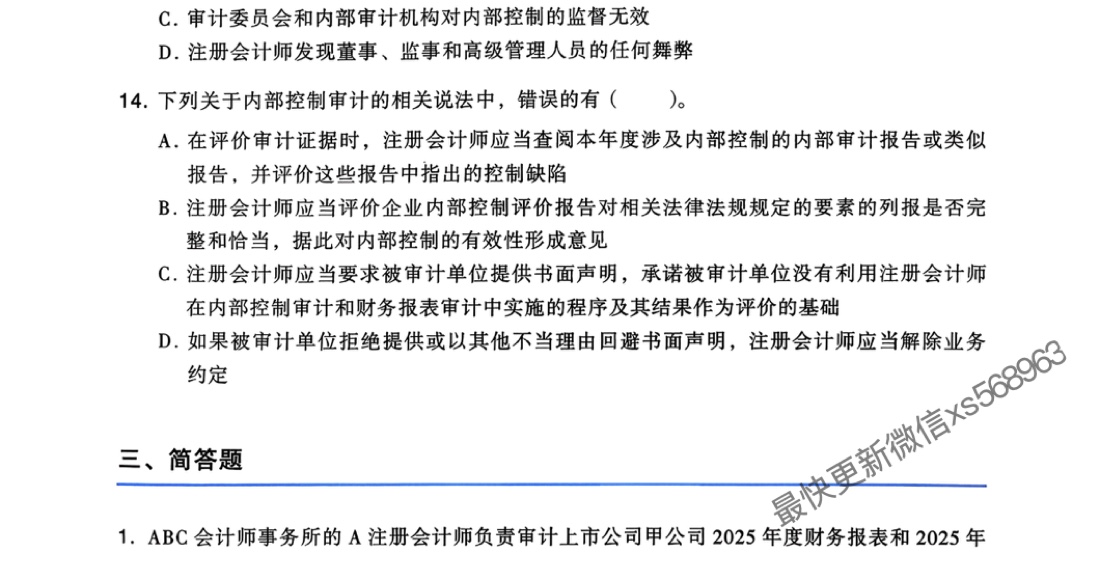 C. 审计委员会和内部审计机构对内部控制的监督无效
D. 注册会计师发现董事、监事和高级管理人员的任何舞弊
14. 下列关于内部控制审计的相关说法中，错误的有（　　）。
A. 在评价审计证据时，注册会计师应当查阅本年度涉及内部控制的内部审计报告或类似
报告，并评价这些报告中指出的控制缺陷
B. 注册会计师应当评价企业内部控制评价报告对相关法律法规规定的要素的列报是否完
整和恰当，据此对内部控制的有效性形成意见
C. 注册会计师应当要求被审计单位提供书面声明，承诺被审计单位没有利用注册会计师
在内部控制审计和财务报表审计中实施的程序及其结果作为评价的基础
D. 如果被审计单位拒绝提供或以其他不当理由回避书面声明，注册会计师应当解除业务
约定
最快更新微信xs568963
三、简答题
1. ABC 会计师事务所的 A 注册会计师负责审计上市公司甲公司 2025 年度财务报表和 2025 年